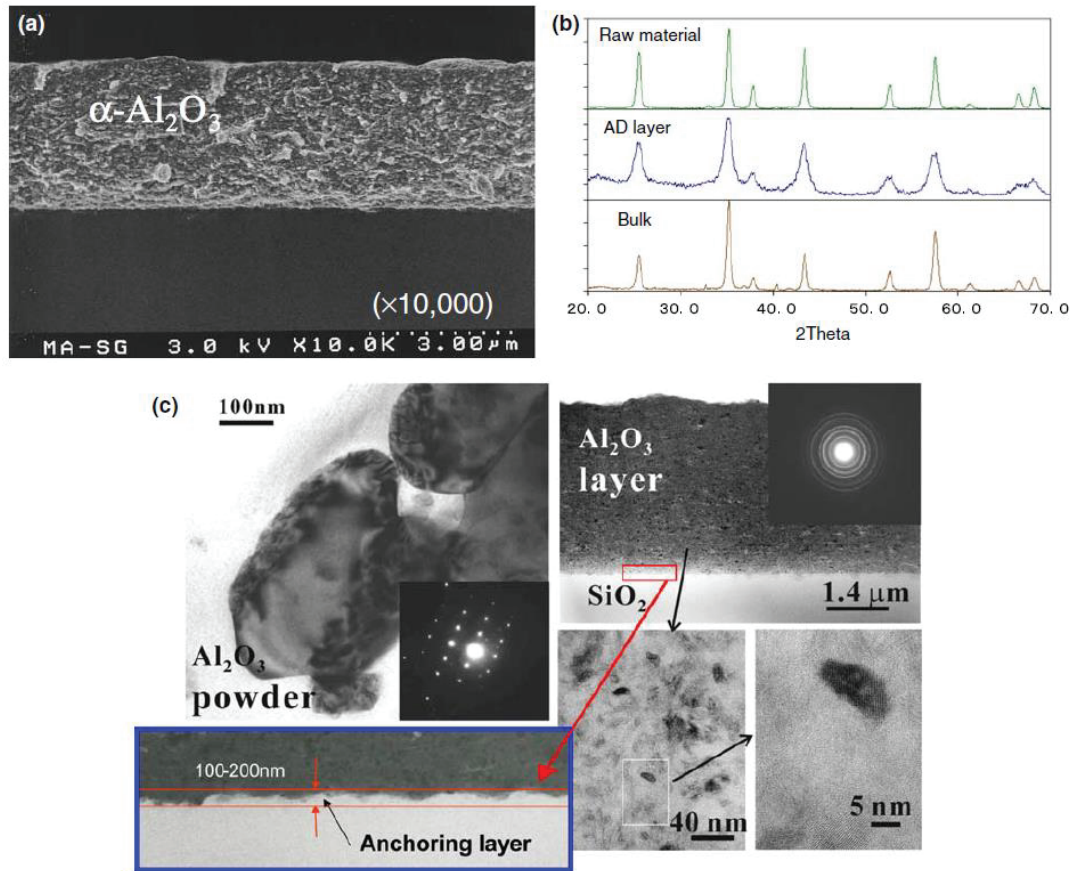 (a)
α-Al₂O₃
(×10,000)
MA-SG 3.0 kV X10.0K 3.00μm
(b)
Raw material
AD layer
Bulk
20. 0 30. 0 40. 0 50. 0 60. 0 70. 0
2Theta
(c)
100nm
Al₂O₃
powder
Al₂O₃
layer
SiO₂
1.4 μm
100-200nm
Anchoring layer
40 nm
5 nm